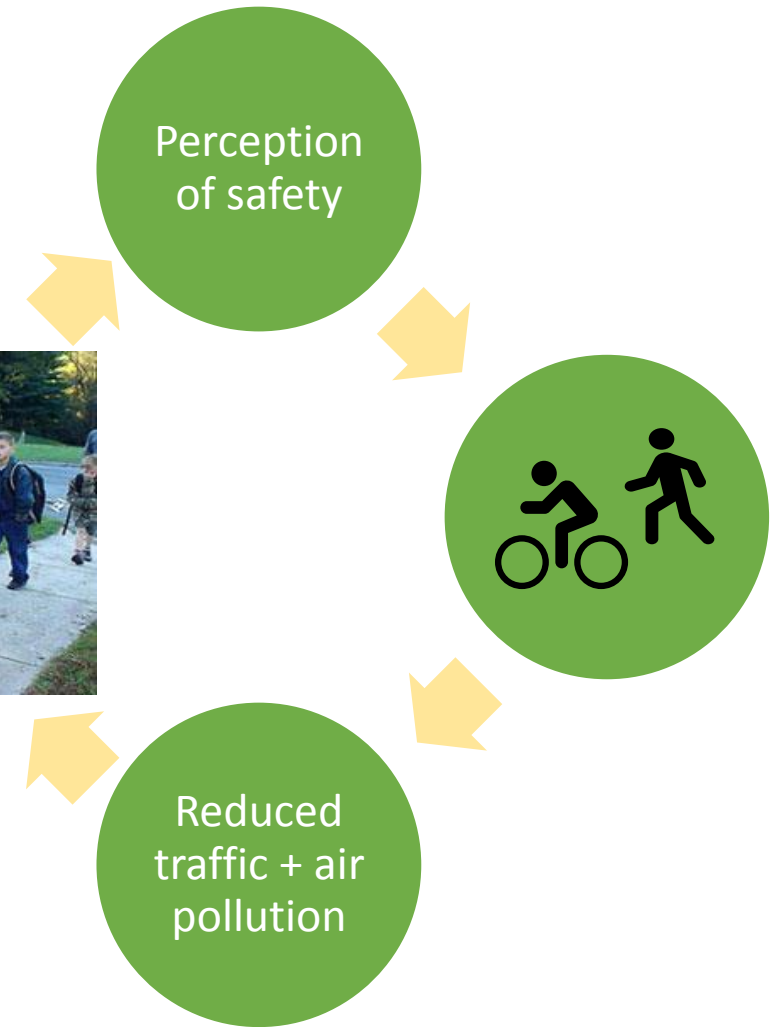 Perception
of safety
Reduced
traffic + air
pollution